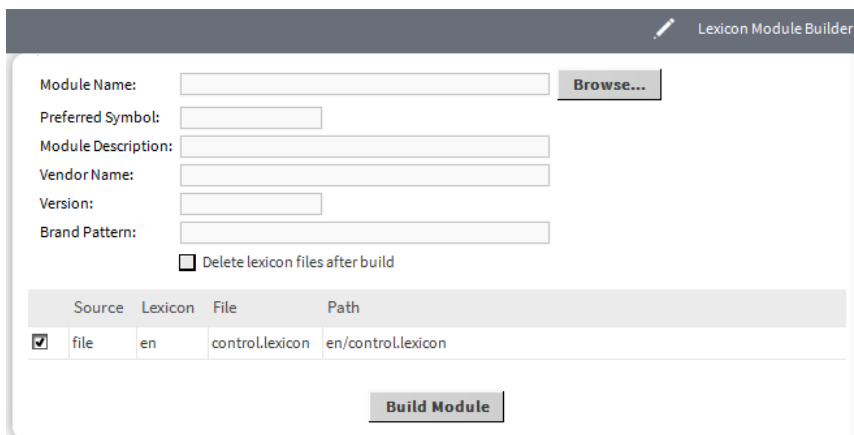 Lexicon Module Builder
Module Name: Browse...
Preferred Symbol:
Module Description:
Vendor Name:
Version:
Brand Pattern:
Delete lexicon files after build
Source Lexicon File Path
file en control.lexicon en/control.lexicon
Build Module